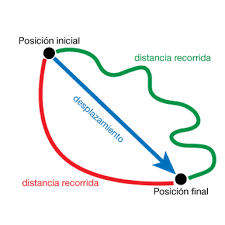 Posición inicial
distancia recorrida
desplazamiento
distancia recorrida
Posición final